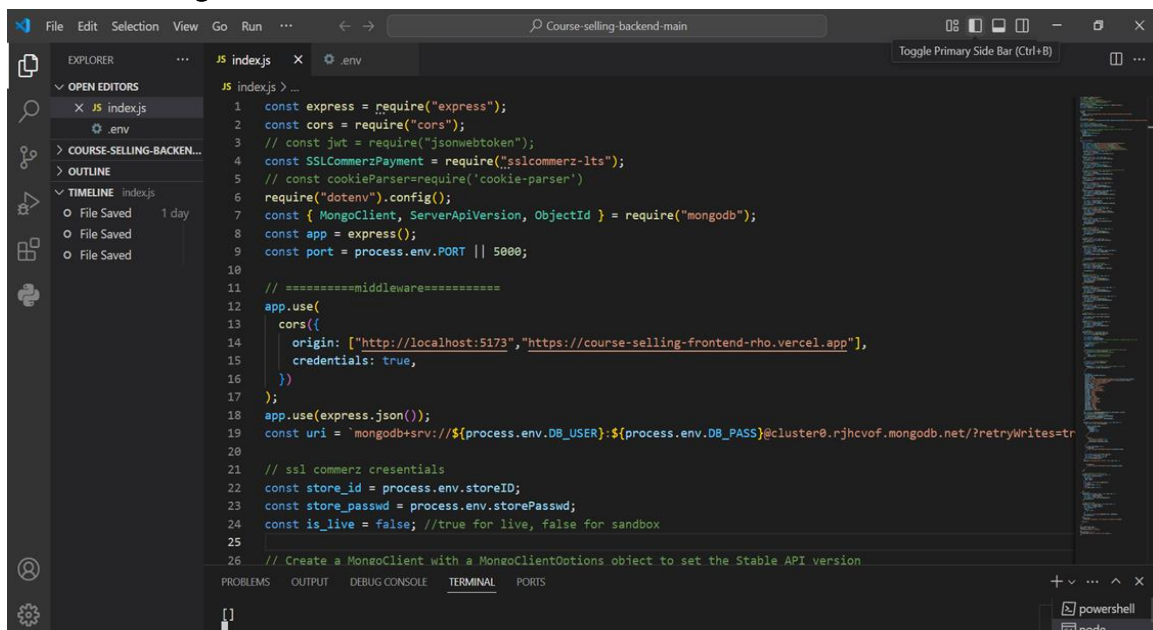 File Edit Selection View Go Run ... Course-selling-backend-main
Toggle Primary Side Bar (Ctrl+B)
EXPLORER ...
OPEN EDITORS
JS index.js
.env
COURSE-SELLING-BACKEN...
OUTLINE
TIMELINE index.js
File Saved 1 day
File Saved
File Saved
JS index.js .env
JS index.js > ...
1 const express = require("express");
2 const cors = require("cors");
3 // const jwt = require("jsonwebtoken");
4 const SSLCommerzPayment = require("sslcommerz-lts");
5 // const cookieParser=require('cookie-parser')
6 require("dotenv").config();
7 const { MongoClient, ServerApiVersion, ObjectId } = require("mongodb");
8 const app = express();
9 const port = process.env.PORT || 5000;
10
11 // ==========middleware===========
12 app.use(
13 cors({
14 origin: ["http://localhost:5173","https://course-selling-frontend-rho.vercel.app"],
15 credentials: true,
16 })
17 );
18 app.use(express.json());
19 const uri = `mongodb+srv://${process.env.DB_USER}:${process.env.DB_PASS}@cluster0.rjhcvof.mongodb.net/?retryWrites=tr
20
21 // ssl commerz cresentials
22 const store_id = process.env.storeID;
23 const store_passwd = process.env.storePasswd;
24 const is_live = false; //true for live, false for sandbox
25
26 // Create a MongoClient with a MongoClientOptions object to set the Stable API version
PROBLEMS OUTPUT DEBUG CONSOLE TERMINAL PORTS
[]
powershell
node